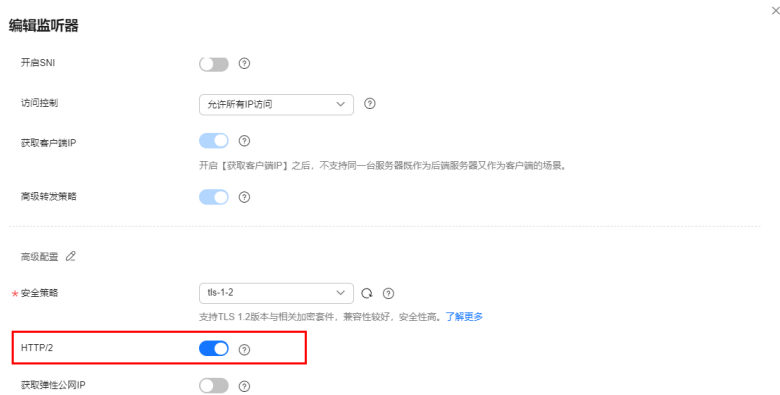 编辑监听器
开启SNI
访问控制 允许所有IP访问
获取客户端IP
开启【获取客户端IP】之后，不支持同一台服务器既作为后端服务器又作为客户端的场景。
高级转发策略
高级配置
* 安全策略 tls-1-2
支持TLS 1.2版本与相关加密套件，兼容性较好，安全性高。了解更多
HTTP/2
获取弹性公网IP